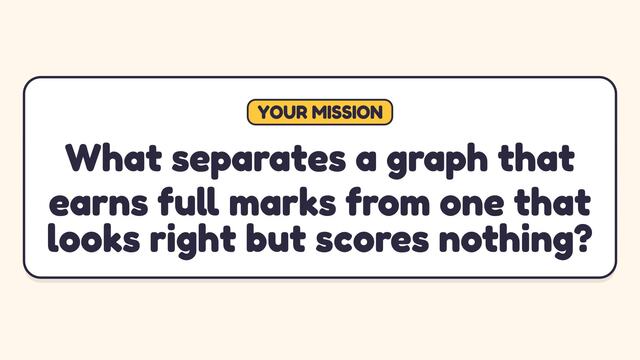 YOUR MISSION
What separates a graph that
earns full marks from one that
looks right but scores nothing?